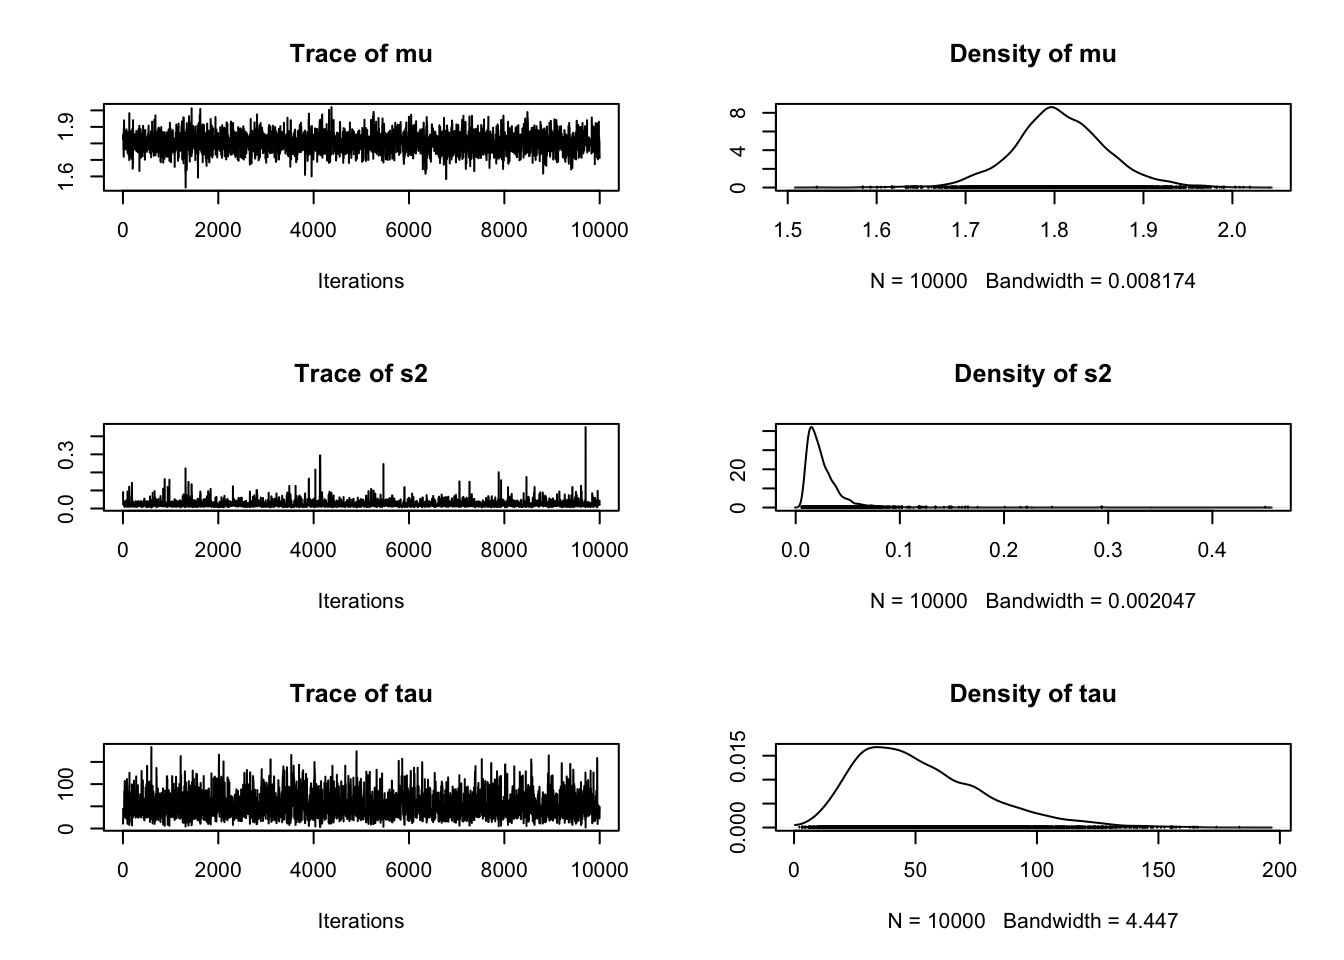 Trace of mu
1.6 1.9
0 2000 4000 6000 8000 10000
Iterations
Density of mu
0 4 8
1.5 1.6 1.7 1.8 1.9 2.0
N = 10000 Bandwidth = 0.008174
Trace of s2
0.0 0.3
0 2000 4000 6000 8000 10000
Iterations
Density of s2
0 20
0.0 0.1 0.2 0.3 0.4
N = 10000 Bandwidth = 0.002047
Trace of tau
0 100
0 2000 4000 6000 8000 10000
Iterations
Density of tau
0.000 0.015
0 50 100 150 200
N = 10000 Bandwidth = 4.447